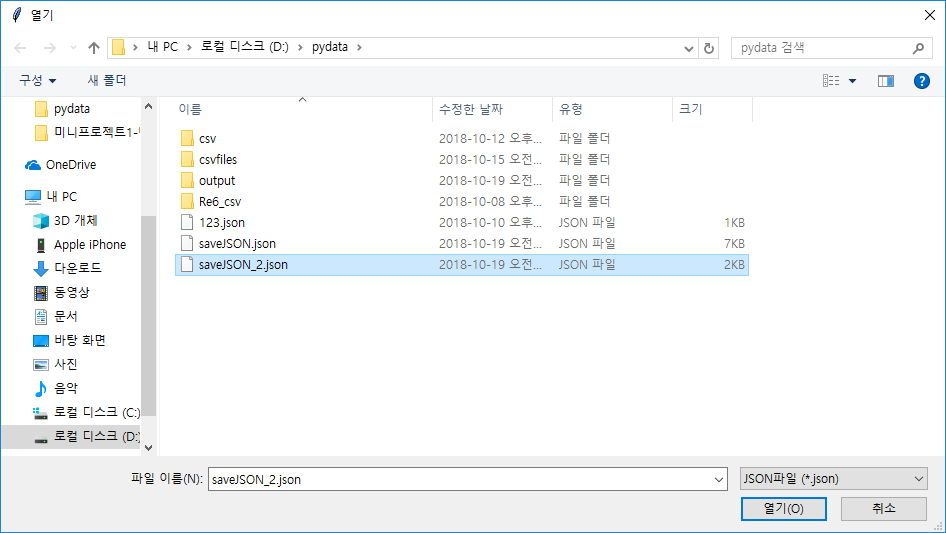 열기
내 PC > 로컬 디스크 (D:) > pydata >
pydata 검색
구성
새 폴더
pydata
미니프로젝트1-
OneDrive
내 PC
3D 개체
Apple iPhone
다운로드
동영상
문서
바탕 화면
사진
음악
로컬 디스크 (C:)
로컬 디스크 (D:)
이름 수정한 날짜 유형 크기
csv 2018-10-12 오후... 파일 폴더
csvfiles 2018-10-15 오전... 파일 폴더
output 2018-10-19 오전... 파일 폴더
Re6_csv 2018-10-08 오후... 파일 폴더
123.json 2018-10-10 오후... JSON 파일 1KB
saveJSON.json 2018-10-19 오전... JSON 파일 7KB
saveJSON_2.json 2018-10-19 오전... JSON 파일 2KB
파일 이름(N): saveJSON_2.json JSON파일 (*.json)
열기(O) 취소